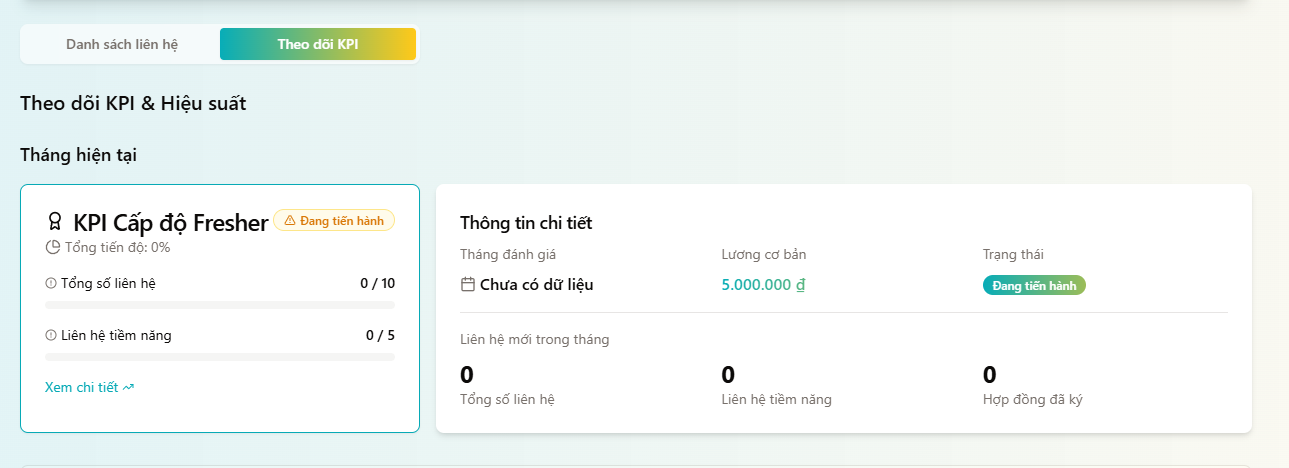 Danh sách liên hệ
Theo dõi KPI
Theo dõi KPI & Hiệu suất
Tháng hiện tại
KPI Cấp độ Fresher
Đang tiến hành
Tổng tiến độ: 0%
Tổng số liên hệ 0 / 10
Liên hệ tiềm năng 0 / 5
Xem chi tiết
Thông tin chi tiết
Tháng đánh giá
Chưa có dữ liệu
Lương cơ bản
5.000.000 ₫
Trạng thái
Đang tiến hành
Liên hệ mới trong tháng
0
Tổng số liên hệ
0
Liên hệ tiềm năng
0
Hợp đồng đã ký